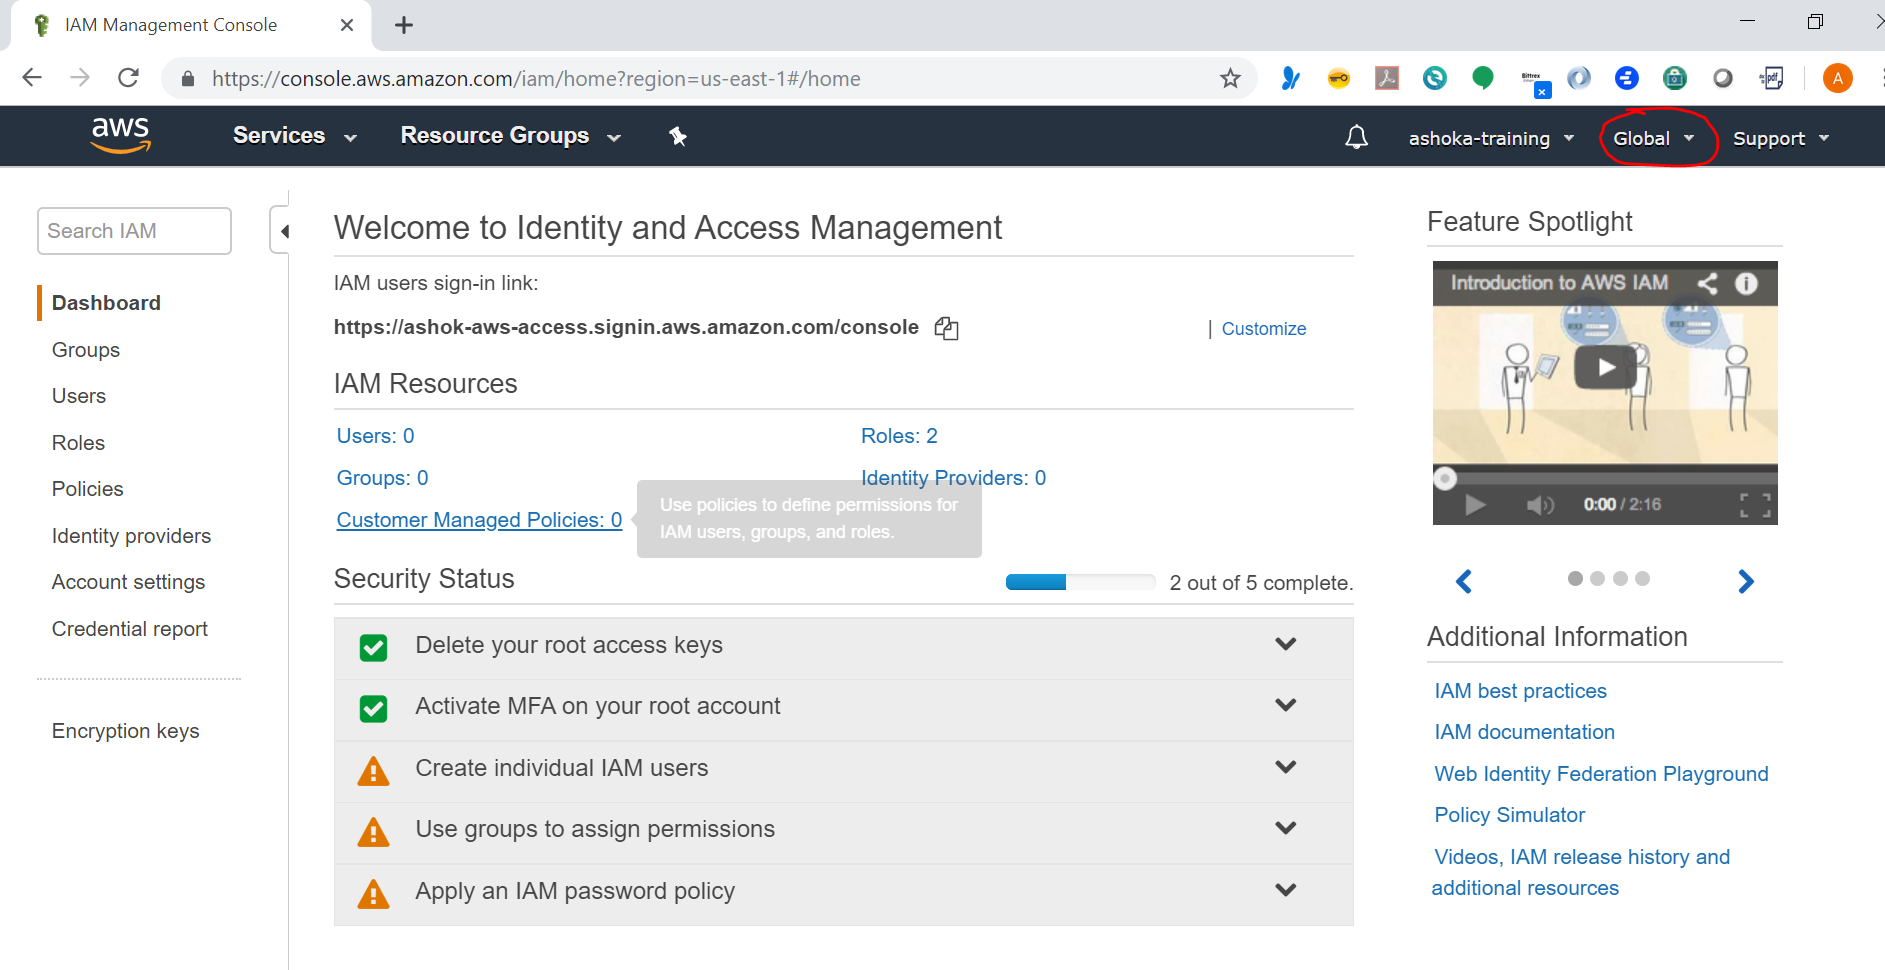 IAM Management Console
https://console.aws.amazon.com/iam/home?region=us-east-1#/home
Bittrex
pdf
A
aws
Services
Resource Groups
ashoka-training
Global
Support
Search IAM
Dashboard
Groups
Users
Roles
Policies
Identity providers
Account settings
Credential report
Encryption keys
Welcome to Identity and Access Management
IAM users sign-in link:
https://ashok-aws-access.signin.aws.amazon.com/console
| Customize
IAM Resources
Users: 0
Roles: 2
Groups: 0
Identity Providers: 0
Customer Managed Policies: 0
Use policies to define permissions for
IAM users, groups, and roles.
Security Status
2 out of 5 complete.
Delete your root access keys
Activate MFA on your root account
Create individual IAM users
Use groups to assign permissions
Apply an IAM password policy
Feature Spotlight
Introduction to AWS IAM
0:00 / 2:16
Additional Information
IAM best practices
IAM documentation
Web Identity Federation Playground
Policy Simulator
Videos, IAM release history and
additional resources